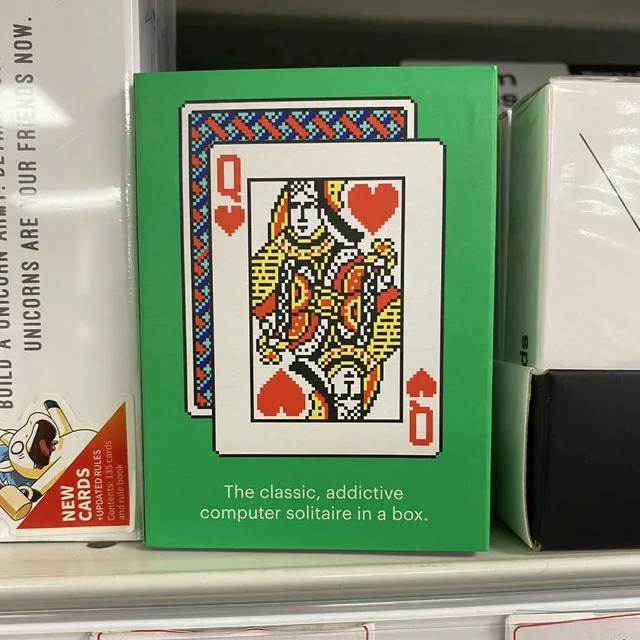 UNICORNS ARE YOUR FRIENDS NOW.
NEW
CARDS
+UPDATED RULES
Contents: 135 cards
and rule book
Q
Q
The classic, addictive
computer solitaire in a box.
ds